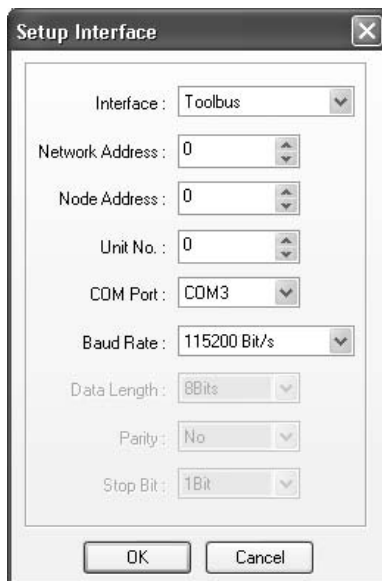 Setup Interface
Interface : Toolbus
Network Address : 0
Node Address : 0
Unit No. : 0
COM Port : COM3
Baud Rate : 115200 Bit/s
Data Length : 8Bits
Parity : No
Stop Bit : 1Bit
OK Cancel